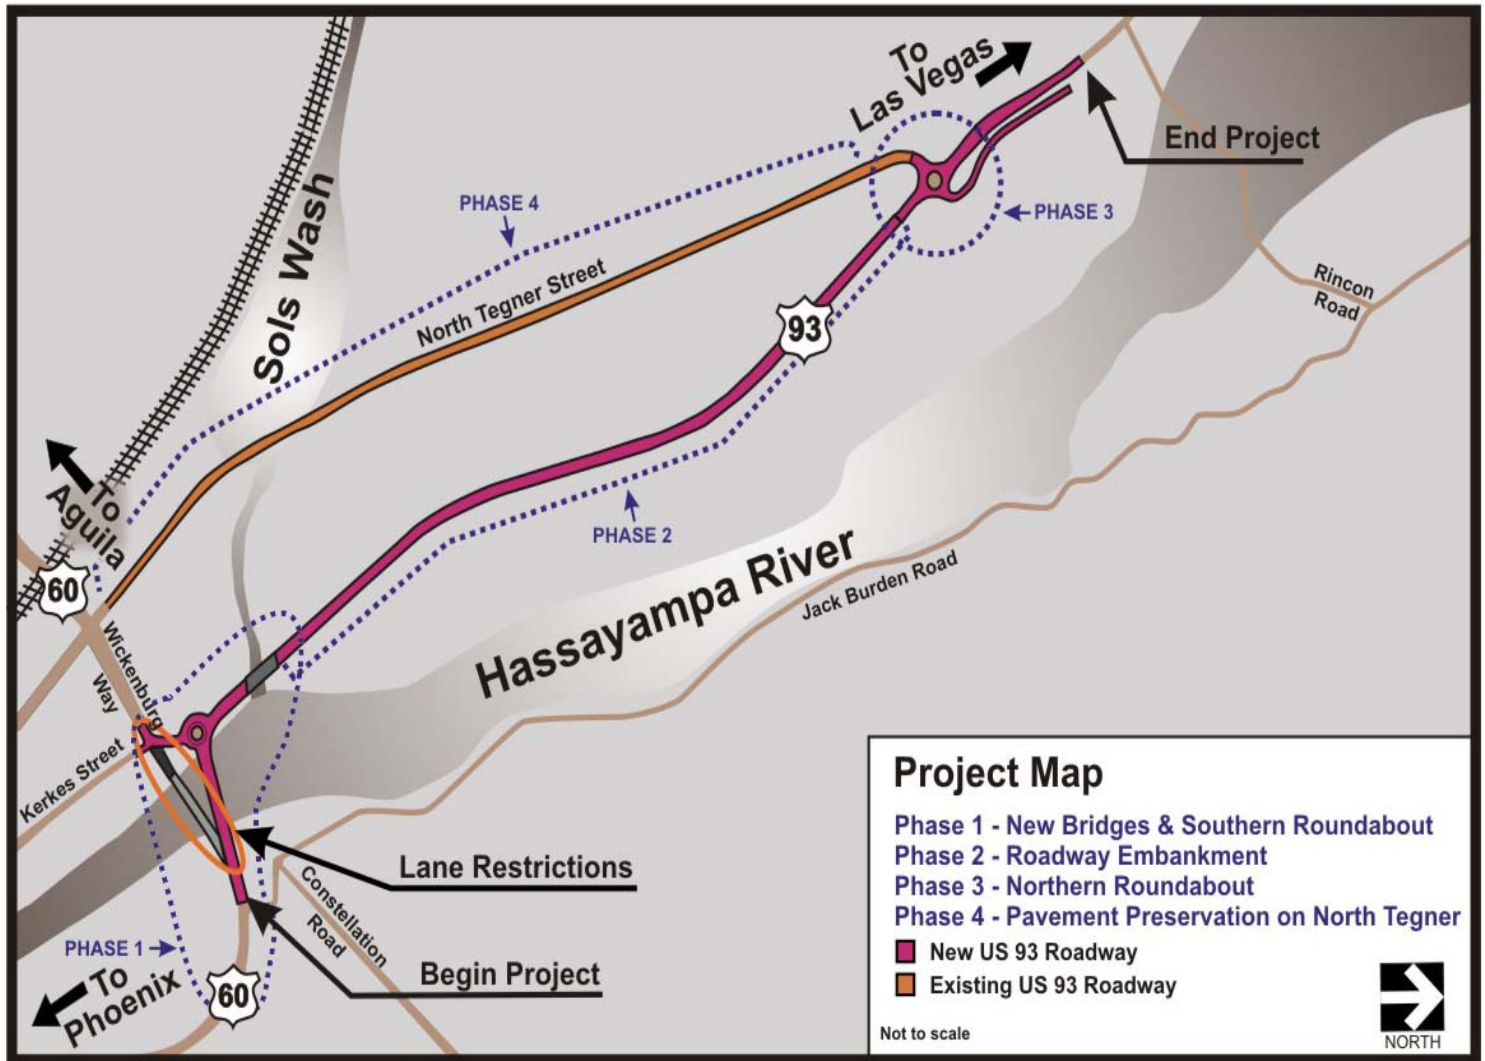 To
Las Vegas
End Project
PHASE 4
PHASE 3
Sols Wash
North Tegner Street
Rincon
Road
93
To
Aguila
PHASE 2
60
Hassayampa River
Jack Burden Road
Wickenburg
Way
Kerkes Street
Lane Restrictions
Constellation
Road
PHASE 1
Begin Project
To
Phoenix
60
Project Map
Phase 1 - New Bridges & Southern Roundabout
Phase 2 - Roadway Embankment
Phase 3 - Northern Roundabout
Phase 4 - Pavement Preservation on North Tegner
New US 93 Roadway
Existing US 93 Roadway
Not to scale
NORTH